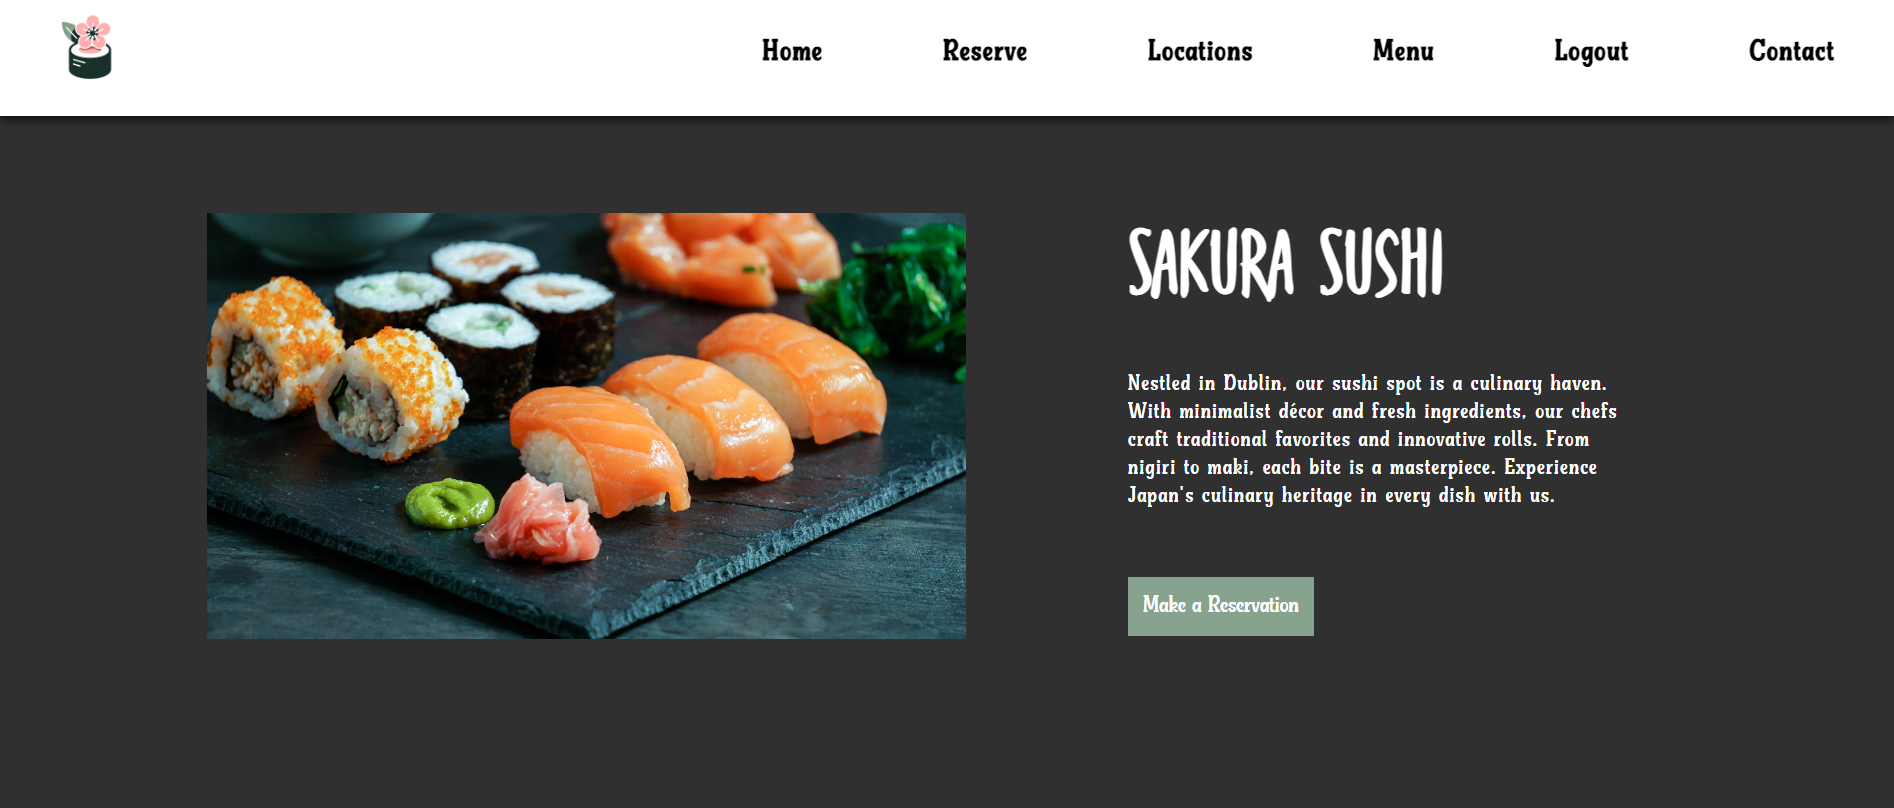 Home Reserve Locations Menu Logout Contact
SAKURA SUSHI
Nestled in Dublin, our sushi spot is a culinary haven.
With minimalist décor and fresh ingredients, our chefs
craft traditional favorites and innovative rolls. From
nigiri to maki, each bite is a masterpiece. Experience
Japan's culinary heritage in every dish with us.
Make a Reservation